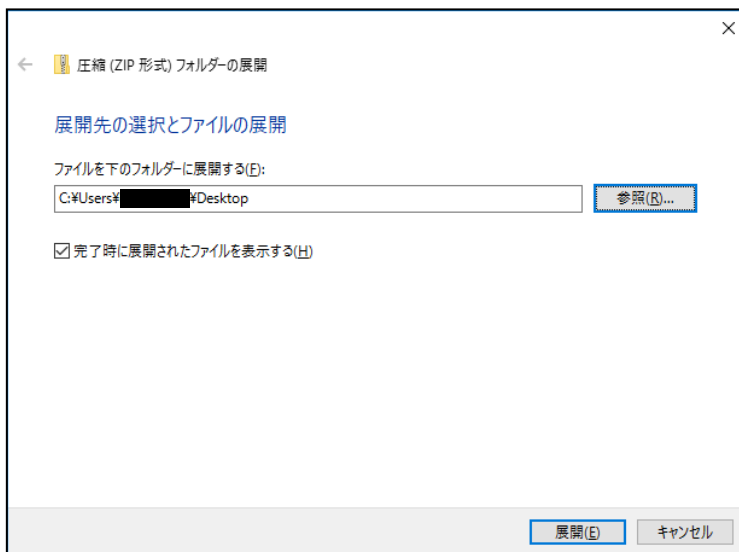 圧縮 (ZIP 形式) フォルダーの展開
展開先の選択とファイルの展開
ファイルを下のフォルダーに展開する(F):
C:¥Users¥ ¥Desktop
参照(R)...
完了時に展開されたファイルを表示する(H)
展開(E)
キャンセル